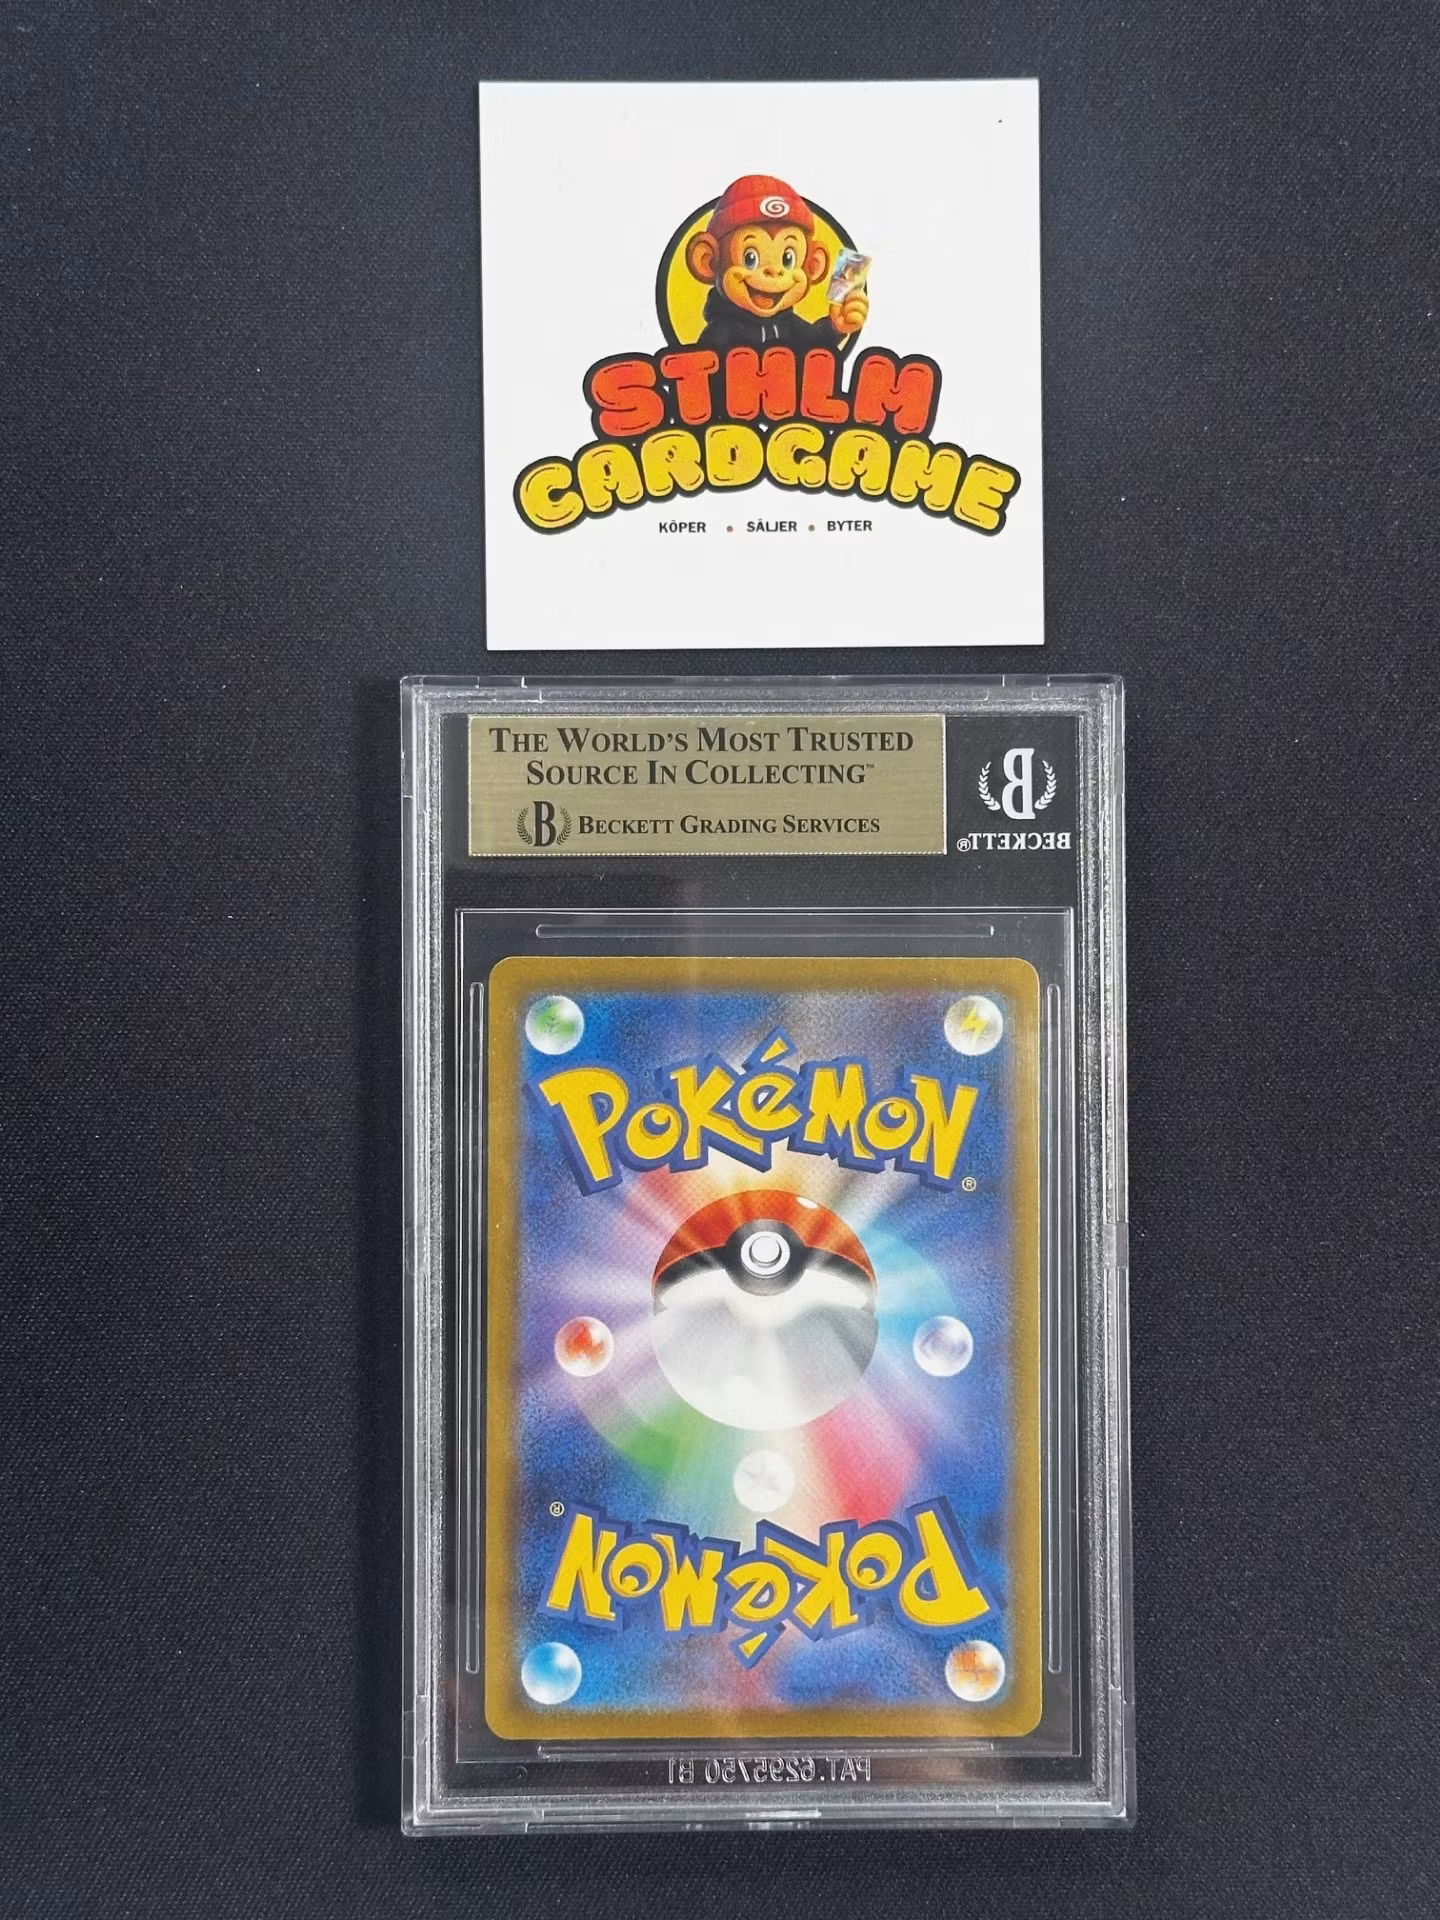 STHLM
CARDGAME
KÖPER • SÄLJER • BYTER
THE WORLD'S MOST TRUSTED
SOURCE IN COLLECTING™
B BECKETT GRADING SERVICES
B
BECKETT®
POKéMON®
POKéMON®
PAT.6295750 B1